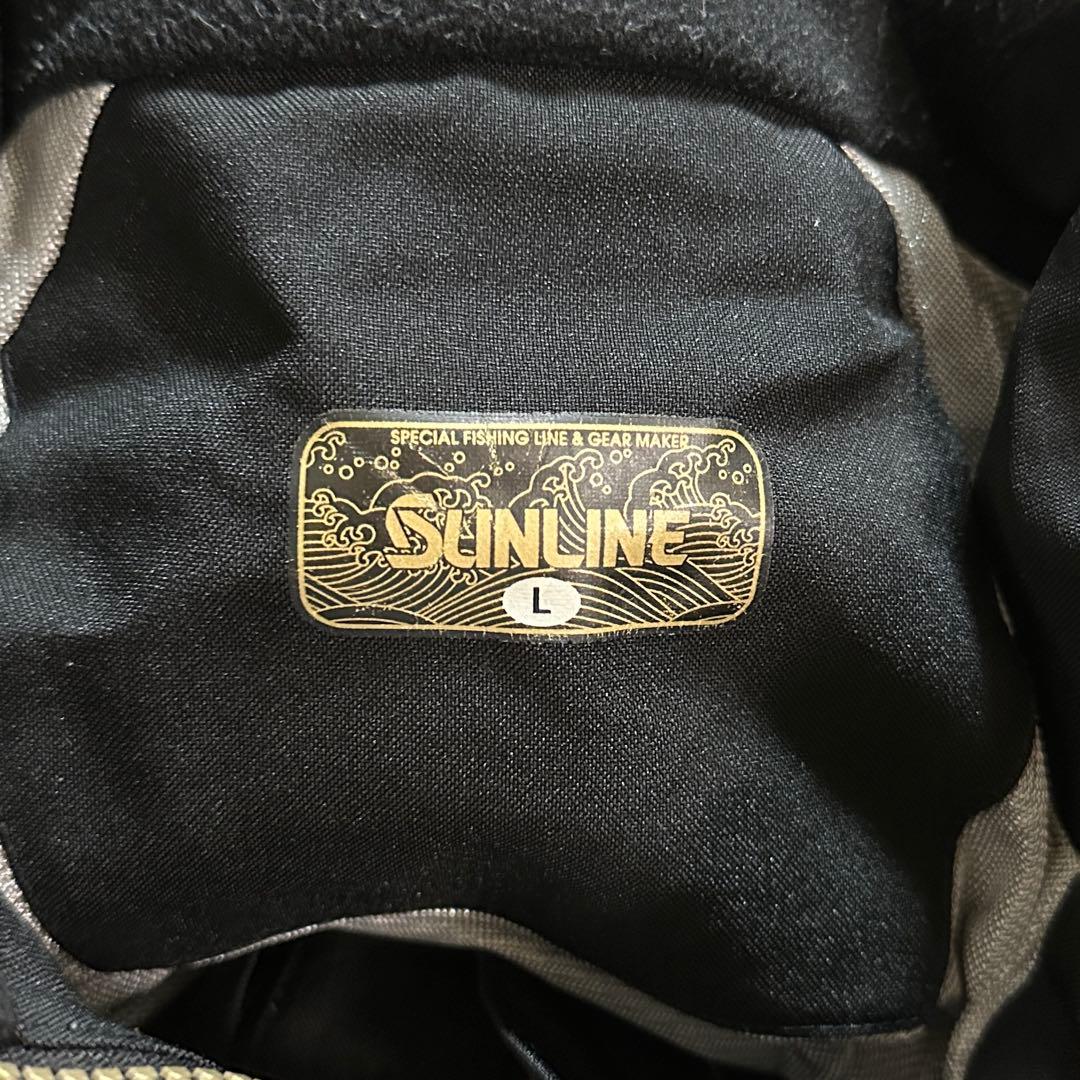 SPECIAL FISHING LINE & GEAR MAKER
SUNLINE
L